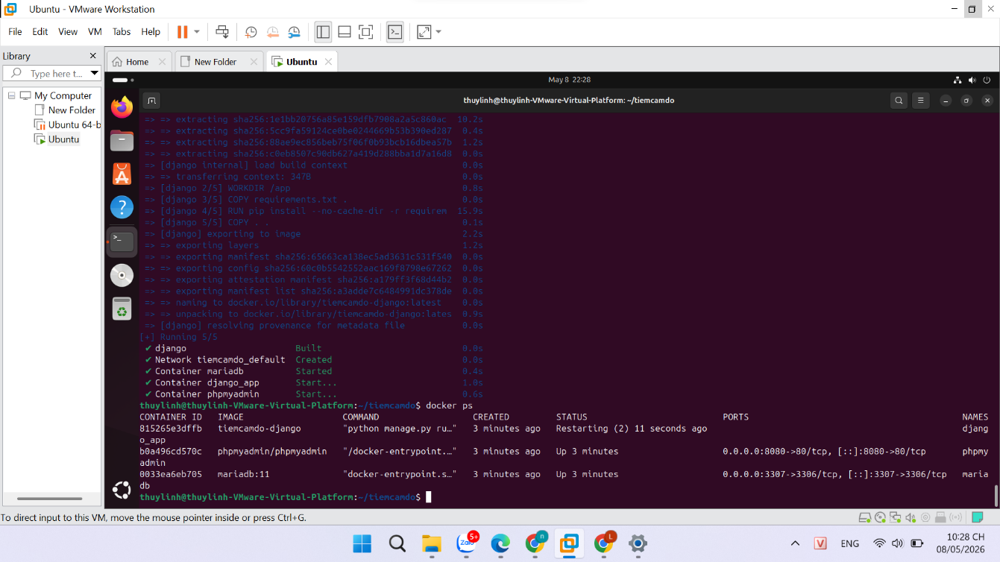 Ubuntu - VMware Workstation
File Edit View VM Tabs Help
Library
Home
New Folder
Ubuntu
Type here t...
My Computer
New Folder
Ubuntu 64-b
Ubuntu
May 8 22:28
thuylinh@thuylinh-VMware-Virtual-Platform: ~/tiemcamdo
=> => extracting sha256:1e1bb20756a85e159dfb7908a2a5c860ac 10.2s
=> => extracting sha256:5cc9fa59124ce0be0244669b53b390ed287 0.4s
=> => extracting sha256:88ae9ec856beb75f06f0b93bcb16dbea57b 1.2s
=> => extracting sha256:c0eb8507c90db627a419d288bba1d7a16d8 0.0s
=> [django internal] load build context 0.0s
=> => transferring context: 347B 0.0s
=> [django 2/5] WORKDIR /app 0.8s
=> [django 3/5] COPY requirements.txt . 0.0s
=> [django 4/5] RUN pip install --no-cache-dir -r requirem 15.9s
=> [django 5/5] COPY . . 0.1s
=> [django] exporting to image 2.2s
=> => exporting layers 1.2s
=> => exporting manifest sha256:65663ca138ec5ad3631c531f540 0.0s
=> => exporting config sha256:60c0b5542552aac169f8798e67262 0.0s
=> => exporting attestation manifest sha256:a179ff3f68d44b2 0.0s
=> => exporting manifest list sha256:a3adde7c6484991dc378de 0.0s
=> => naming to docker.io/library/tiemcamdo-django:latest 0.0s
=> => unpacking to docker.io/library/tiemcamdo-django:lates 0.9s
=> [django] resolving provenance for metadata file 0.0s
[+] Running 5/5
✔ django Built 0.0s
✔ Network tiemcamdo_default Created 0.0s
✔ Container mariadb Started 0.4s
✔ Container django_app Start... 1.0s
✔ Container phpmyadmin Start... 0.6s
thuylinh@thuylinh-VMware-Virtual-Platform:~/tiemcamdo$ docker ps
CONTAINER ID IMAGE COMMAND CREATED STATUS PORTS NAMES
815265e3dffb tiemcamdo-django "python manage.py ru…" 3 minutes ago Restarting (2) 11 seconds ago djang
o_app
b0a496cd570c phpmyadmin/phpmyadmin "/docker-entrypoint.…" 3 minutes ago Up 3 minutes 0.0.0.0:8080->80/tcp, [::]:8080->80/tcp phpmy
admin
0033ea6eb705 mariadb:11 "docker-entrypoint.s…" 3 minutes ago Up 3 minutes 0.0.0.0:3307->3306/tcp, [::]:3307->3306/tcp maria
db
thuylinh@thuylinh-VMware-Virtual-Platform:~/tiemcamdo$
To direct input to this VM, move the mouse pointer inside or press Ctrl+G.
Zalo
5+
n
L
V
ENG
10:28 CH
08/05/2026